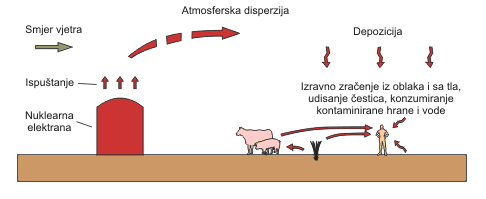 Atmosferska disperzija
Smjer vjetra
Depozicija
Ispuštanje
Izravno zračenje iz oblaka i sa tla,
udisanje čestica, konzumiranje
kontaminirane hrane i vode
Nuklearna
elektrana